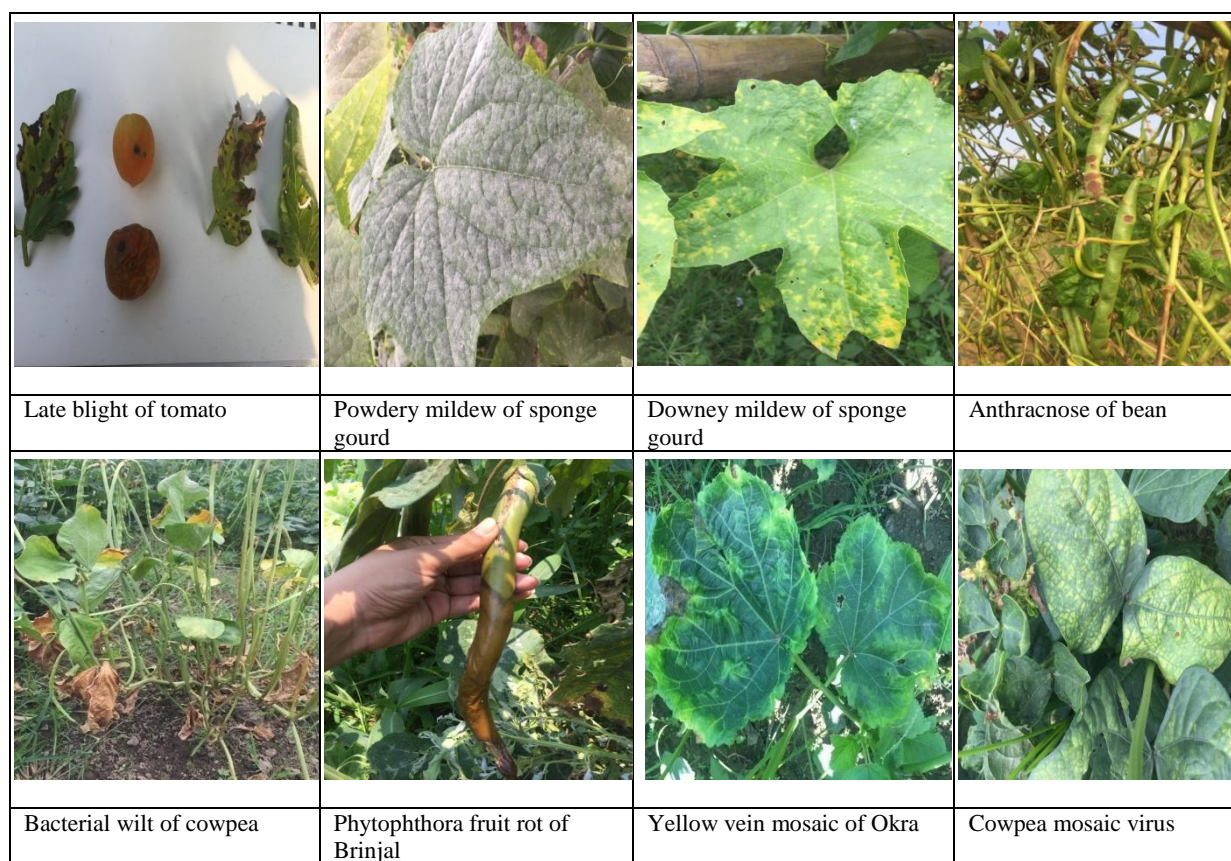 Late blight of tomato
Powdery mildew of sponge
gourd
Downey mildew of sponge
gourd
Anthracnose of bean
Bacterial wilt of cowpea
Phytophthora fruit rot of
Brinjal
Yellow vein mosaic of Okra
Cowpea mosaic virus